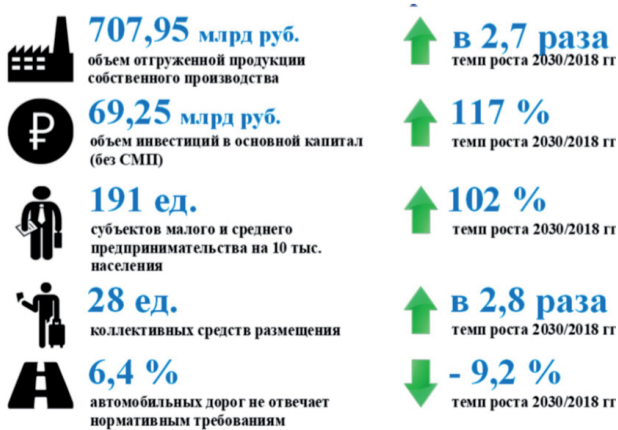 707,95 млрд руб.
объем отгруженной продукции
собственного производства
в 2,7 раза
темп роста 2030/2018 гг
69,25 млрд руб.
объем инвестиций в основной капитал
(без СМП)
117 %
темп роста 2030/2018 гг
191 ед.
субъектов малого и среднего
предпринимательства на 10 тыс.
населения
102 %
темп роста 2030/2018 гг
28 ед.
коллективных средств размещения
в 2,8 раза
темп роста 2030/2018 гг
6,4 %
автомобильных дорог не отвечает
нормативным требованиям
- 9,2 %
темп роста 2030/2018 гг